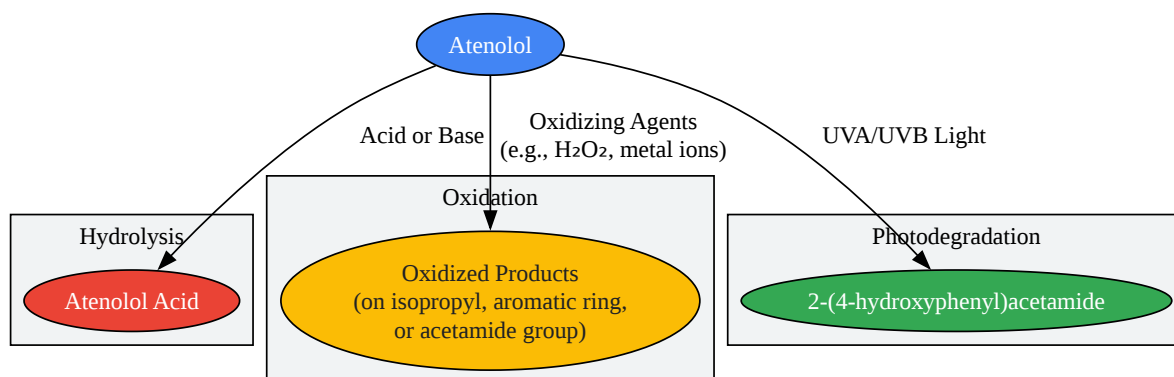 Atenolol
Acid or Base
Oxidizing Agents
(e.g., H₂O₂, metal ions)
UVA/UVB Light
Hydrolysis
Atenolol Acid
Oxidation
Oxidized Products
(on isopropyl, aromatic ring,
or acetamide group)
Photodegradation
2-(4-hydroxyphenyl)acetamide